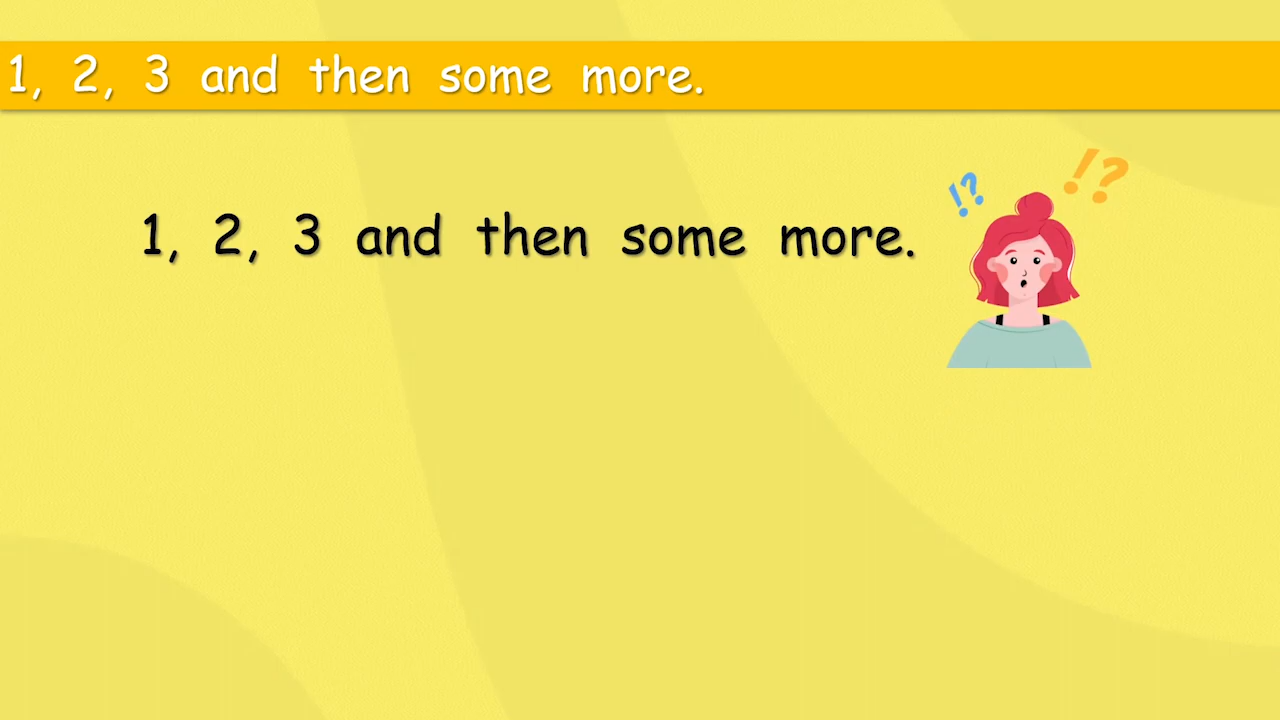 1, 2, 3 and then some more.
1, 2, 3 and then some more.
!?
!?